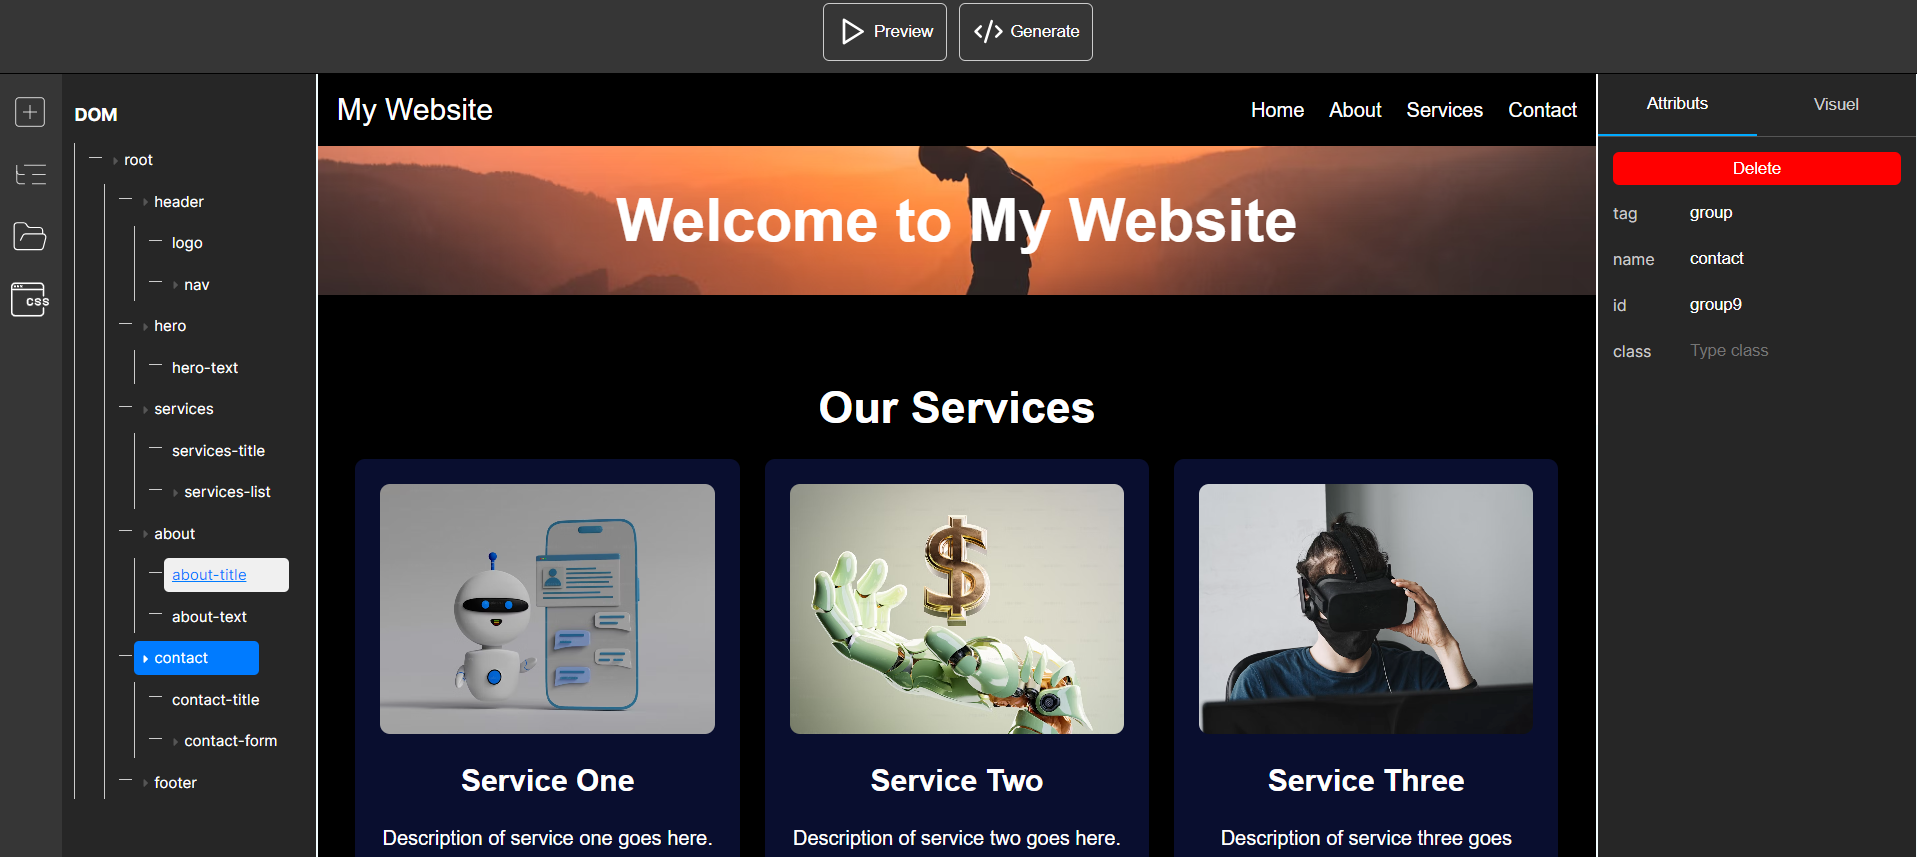 Preview
Generate
DOM
root
header
logo
nav
hero
hero-text
services
services-title
services-list
about
about-title
about-text
contact
contact-title
contact-form
footer
css
My Website
Home About Services Contact
Welcome to My Website
Our Services
Service One
Description of service one goes here.
Service Two
Description of service two goes here.
Service Three
Description of service three goes
Attributs
Visuel
Delete
tag group
name contact
id group9
class Type class